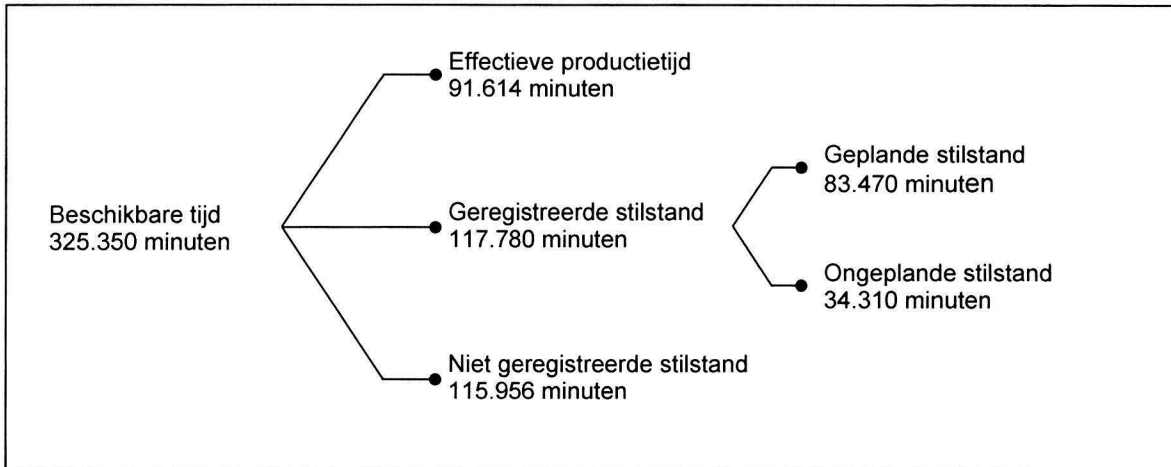 Effectieve productietijd
91.614 minuten
Geplande stilstand
83.470 minuten
Beschikbare tijd
325.350 minuten
Geregistreerde stilstand
117.780 minuten
Ongeplande stilstand
34.310 minuten
Niet geregistreerde stilstand
115.956 minuten